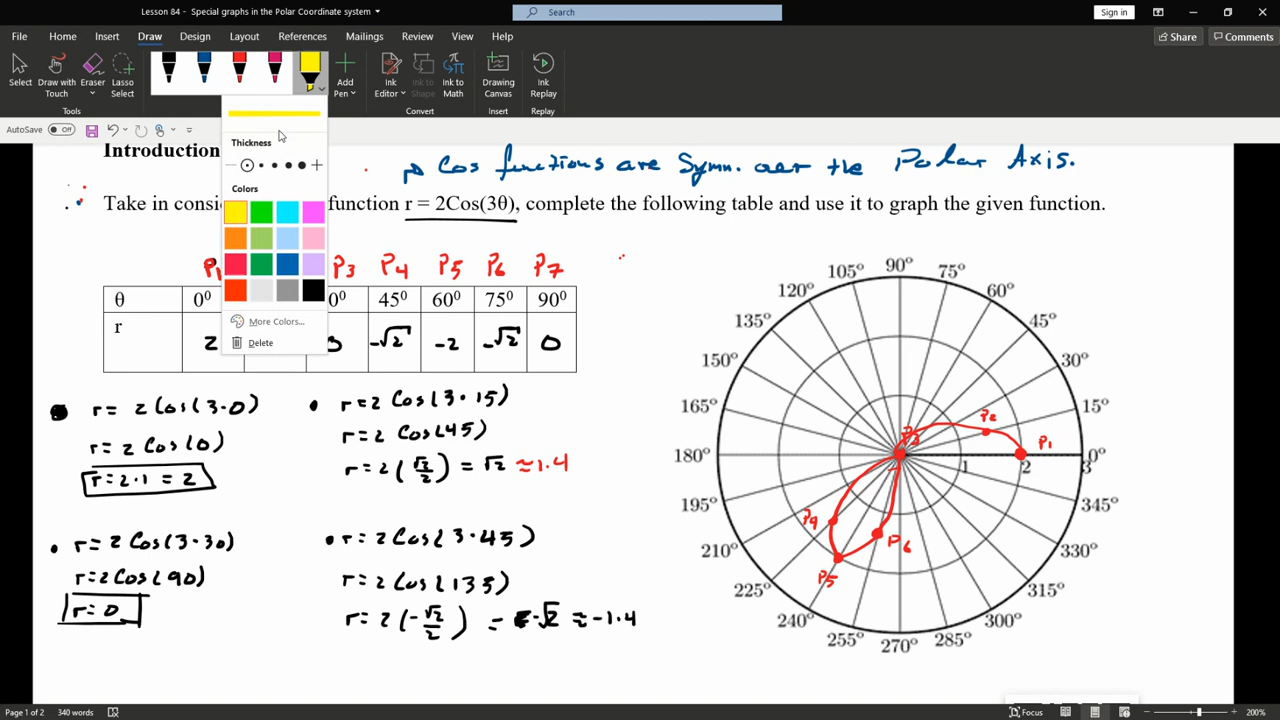 Lesson 84 - Special graphs in the Polar Coordinate system
Search
Sign in
File Home Insert Draw Design Layout References Mailings Review View Help
Share Comments
Select Draw with Touch Eraser Lasso Select Add Pen Ink Editor Ink to Shape Ink to Math Drawing Canvas Ink Replay
Tools Convert Insert Replay
AutoSave Off
Thickness
Colors
More Colors...
Delete
Introduction
Cos functions are Symm. over the Polar Axis.
Take in cons function r = 2Cos(3θ), complete the following table and use it to graph the given function.
P1 P3 P4 P5 P6 P7
θ 0⁰ 0⁰ 45⁰ 60⁰ 75⁰ 90⁰
r 2 0 -√2 -2 -√2 0
r = 2 Cos(3·0)
r = 2 Cos(0)
r = 2·1 = 2
r = 2 Cos(3·15)
r = 2 Cos(45)
r = 2 (√2/2) = √2 ≈ 1.4
r = 2 Cos(3·30)
r = 2 Cos(90)
r = 0
r = 2 Cos(3·45)
r = 2 Cos(135)
r = 2 (-√2/2) = -√2 ≈ -1.4
90° 75° 60° 45° 30° 15° 0° 345° 330° 315° 300° 285° 270° 255° 240° 225° 210° 195° 180° 165° 150° 135° 120° 105°
1 2 3
P1 P2 P3 P4 P5 P6
Page 1 of 2 340 words
Focus
200%